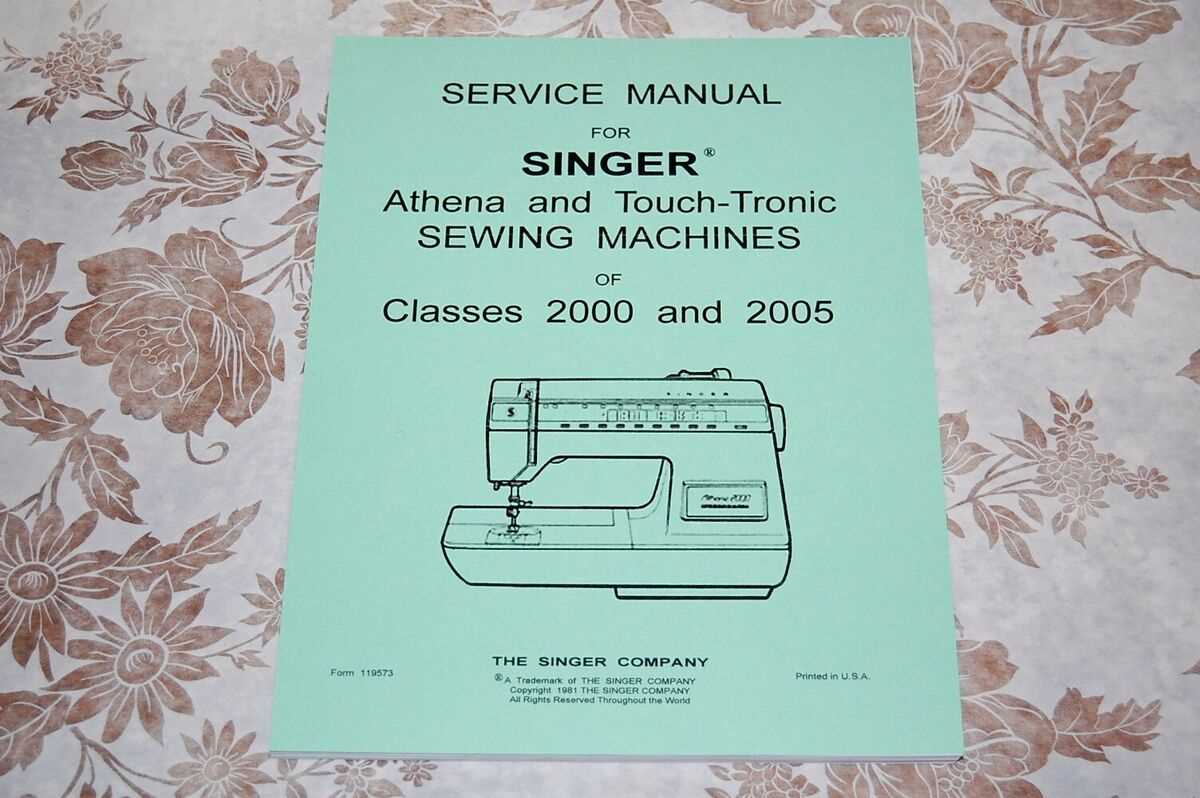 SERVICE MANUAL
FOR
SINGER®
Athena and Touch-Tronic
SEWING MACHINES
OF
Classes 2000 and 2005
S
SINGER
Athena 2000
THE SINGER COMPANY
Form 119573
® A Trademark of THE SINGER COMPANY
Printed in U.S.A.
Copyright 1981 THE SINGER COMPANY
All Rights Reserved Throughout the World